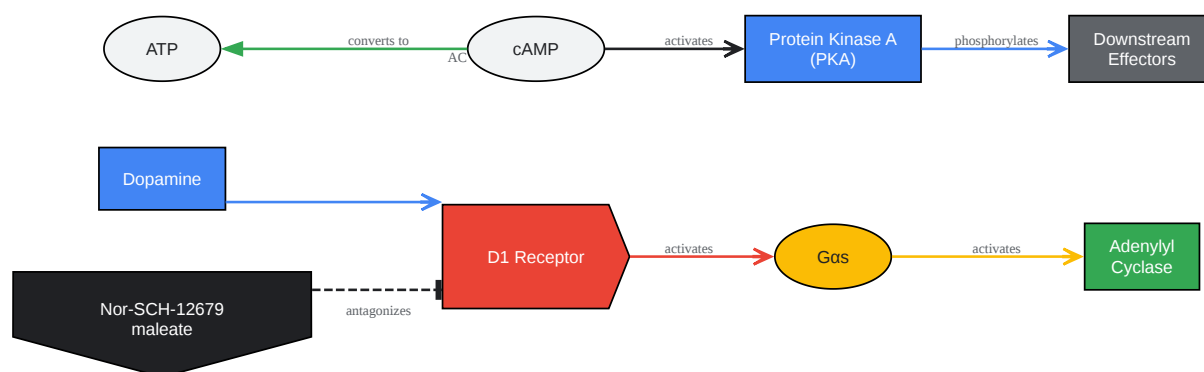 ATP
converts to
AC
cAMP
activates
Protein Kinase A
(PKA)
phosphorylates
Downstream
Effectors
Dopamine
D1 Receptor
activates
Gαs
activates
Adenylyl
Cyclase
Nor-SCH-12679
maleate
antagonizes